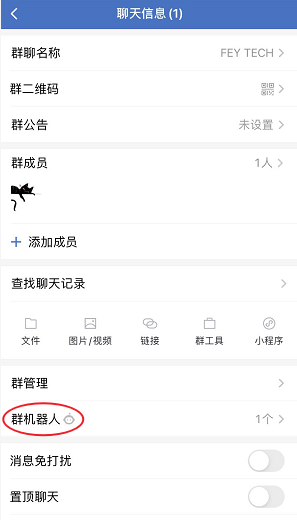 聊天信息(1)
群聊名称 FEY TECH
群二维码
群公告 未设置
群成员 1人
+ 添加成员
查找聊天记录
文件 图片/视频 链接 群工具 小程序
群管理
群机器人 1个
消息免打扰
置顶聊天